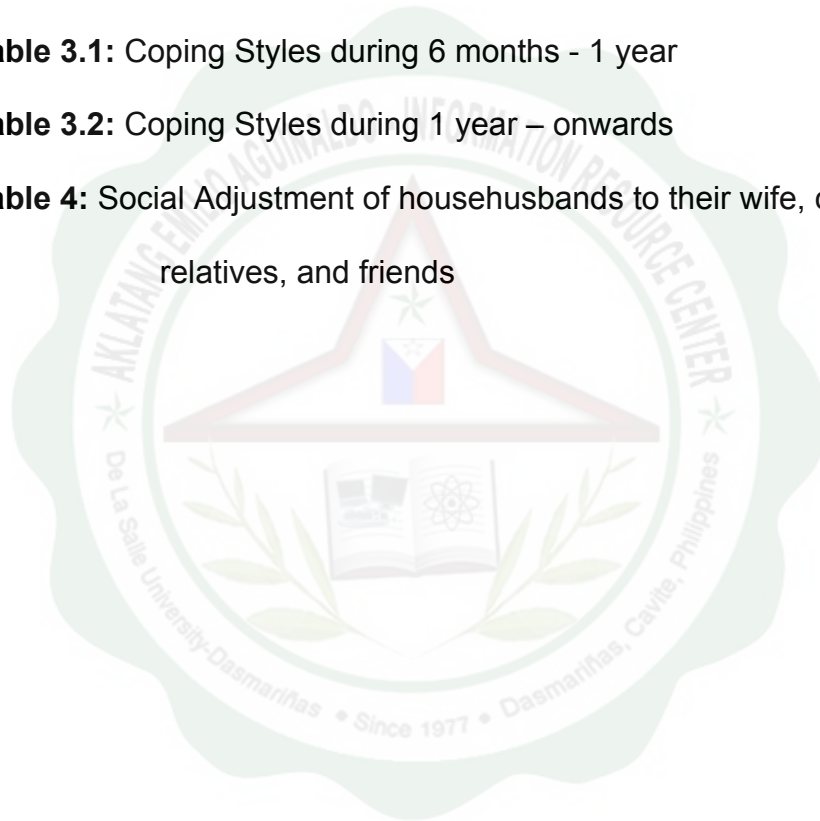 able 3.1: Coping Styles during 6 months - 1 year
able 3.2: Coping Styles during 1 year – onwards
able 4: Social Adjustment of househusbands to their wife,
relatives, and friends
AKLATANG EMILIO AGUINALDO - INFORMATION RESOURCE CENTER
De La Salle University-Dasmariñas • Since 1977 • Dasmariñas, Cavite, Philippines